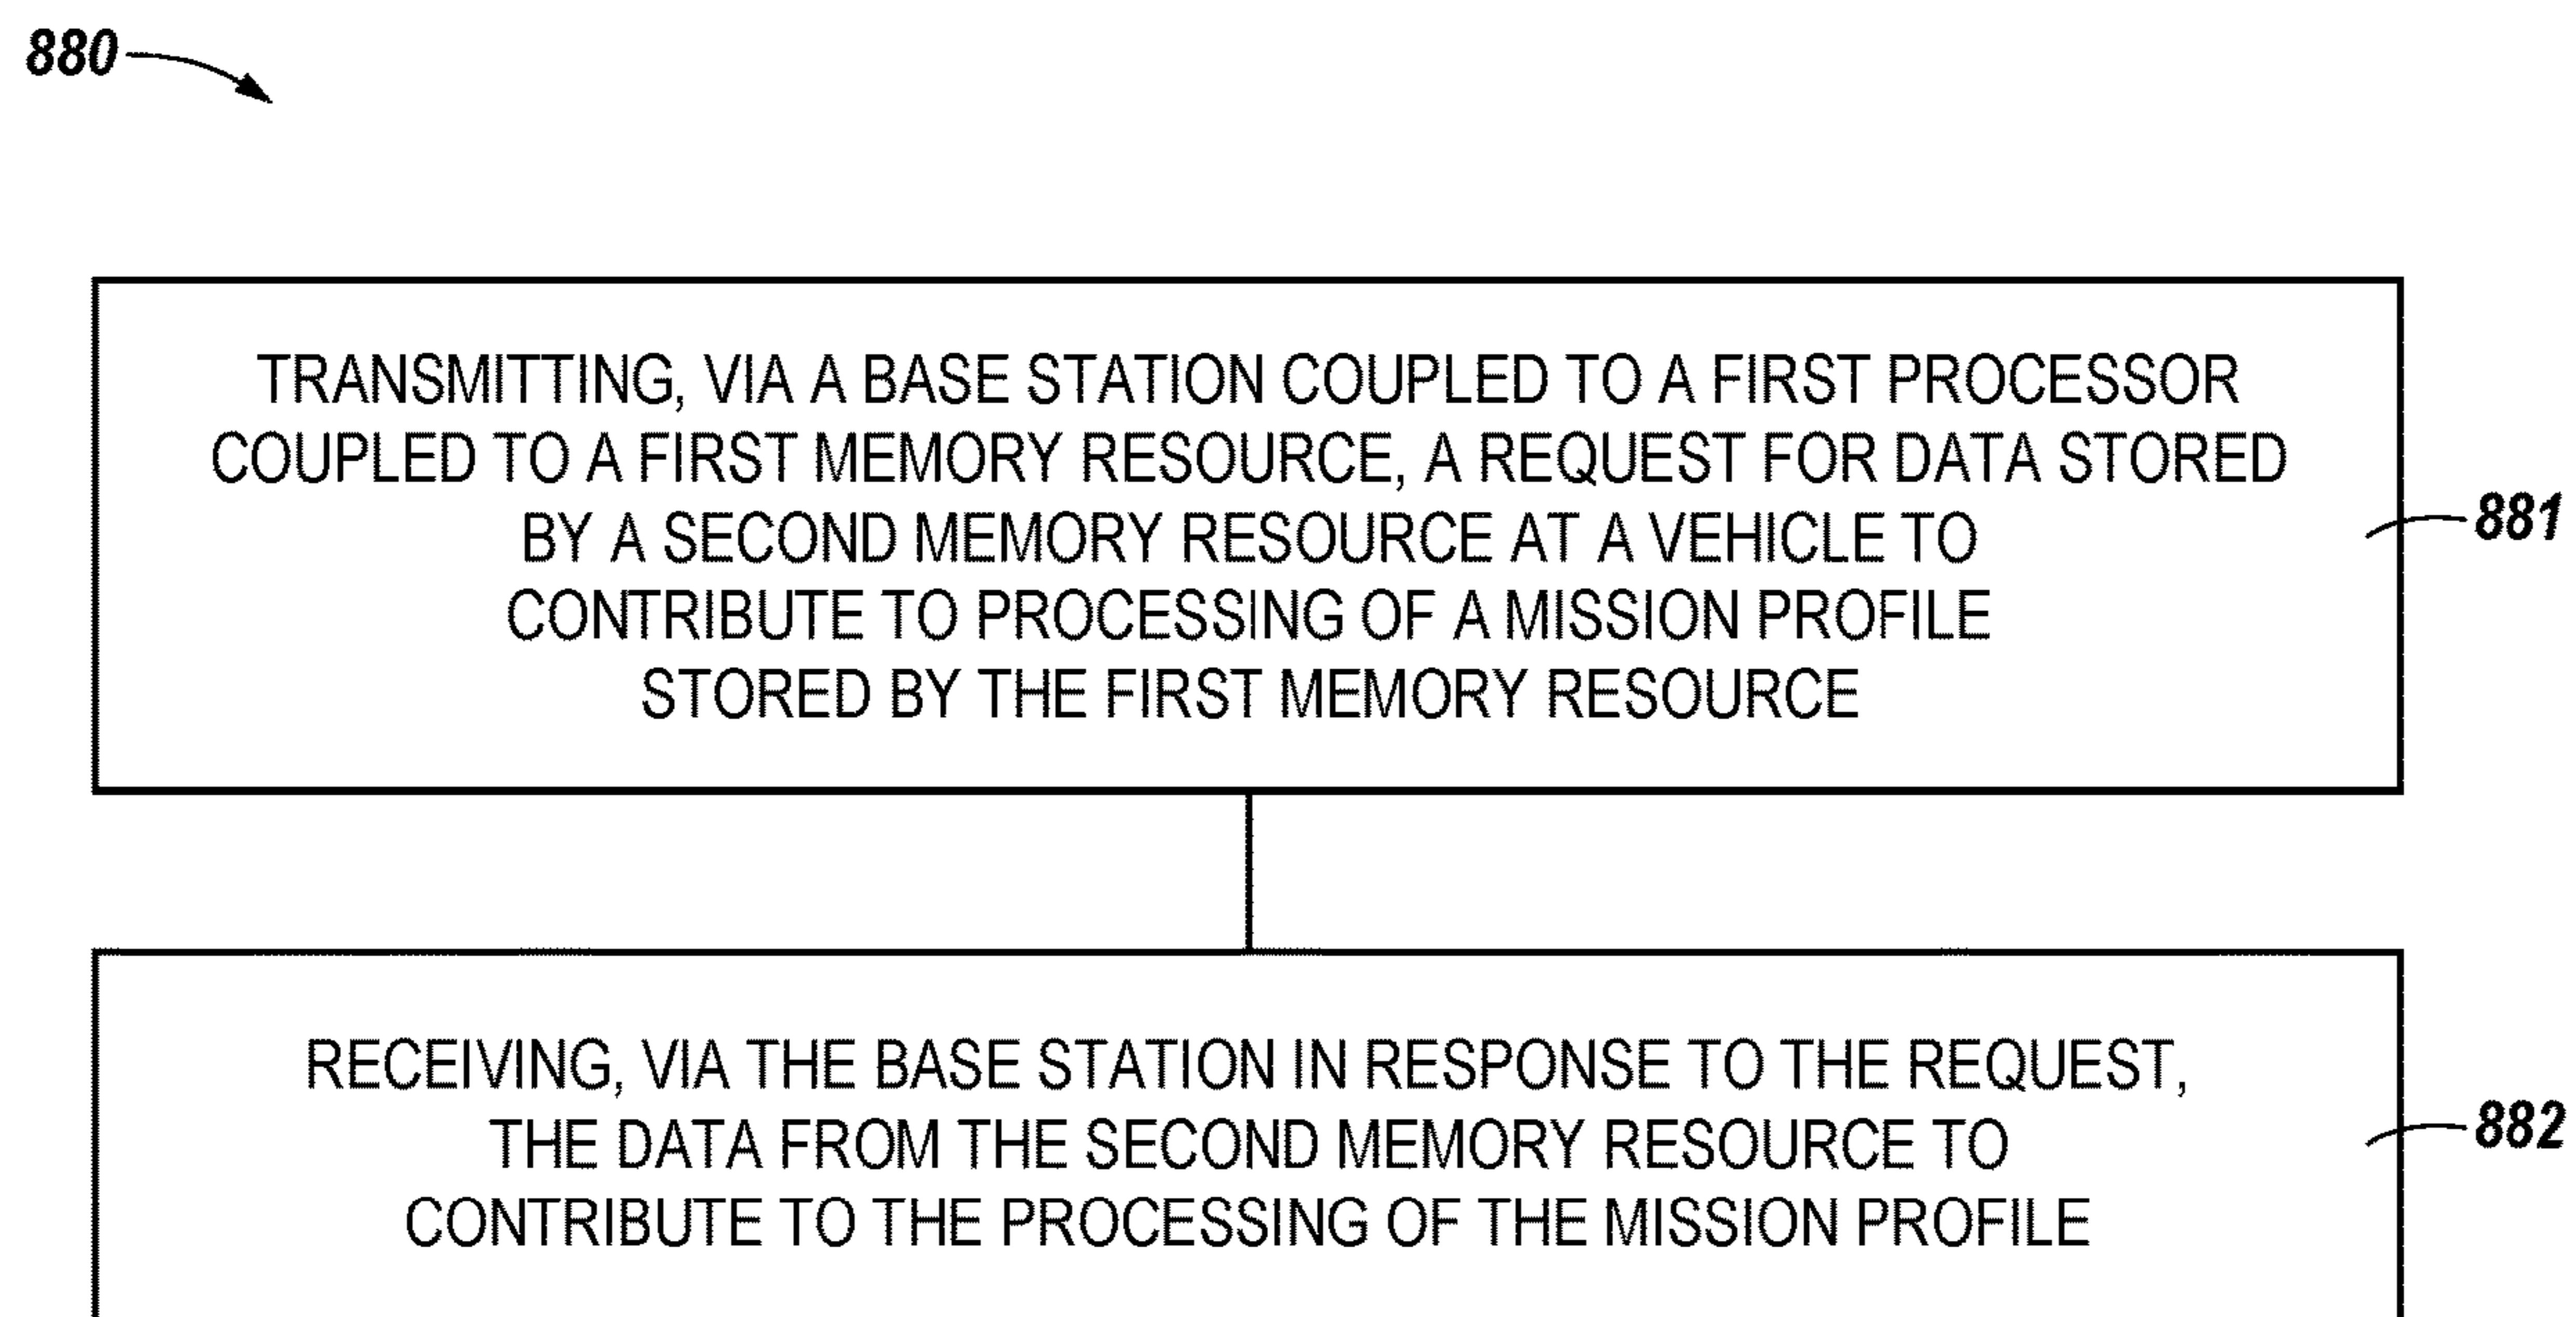 880
TRANSMITTING, VIA A BASE STATION COUPLED TO A FIRST PROCESSOR
COUPLED TO A FIRST MEMORY RESOURCE, A REQUEST FOR DATA STORED
BY A SECOND MEMORY RESOURCE AT A VEHICLE TO
CONTRIBUTE TO PROCESSING OF A MISSION PROFILE
STORED BY THE FIRST MEMORY RESOURCE
881
RECEIVING, VIA THE BASE STATION IN RESPONSE TO THE REQUEST,
THE DATA FROM THE SECOND MEMORY RESOURCE TO
CONTRIBUTE TO THE PROCESSING OF THE MISSION PROFILE
882